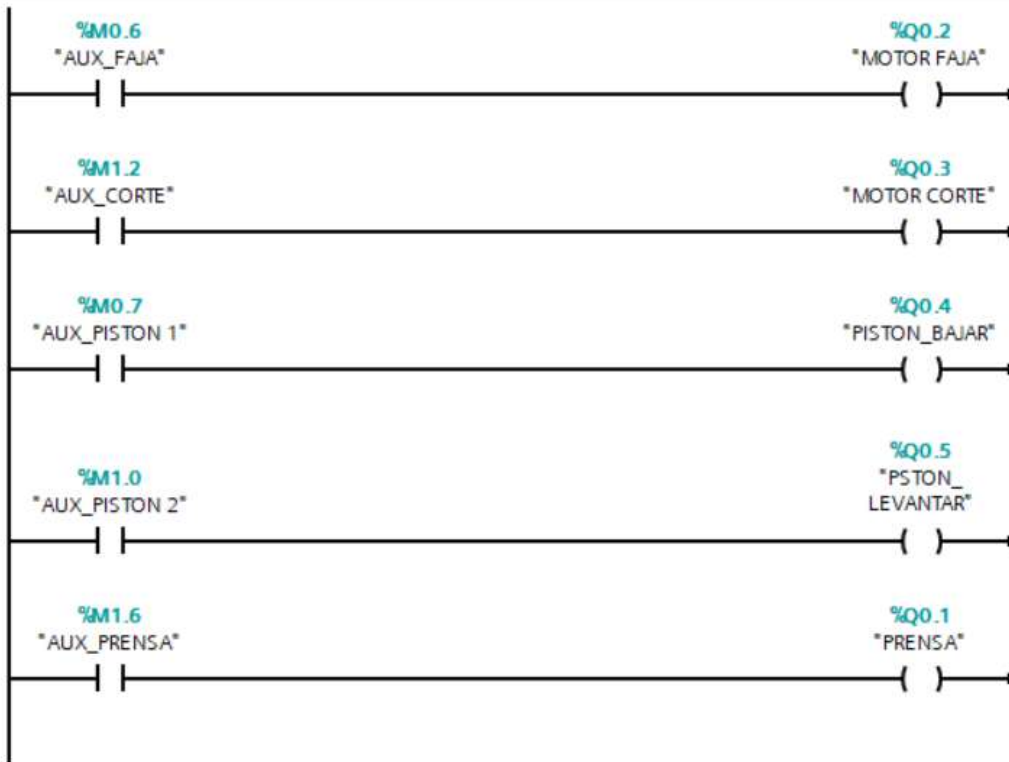 %M0.6
"AUX_FAJA"
%Q0.2
"MOTOR FAJA"
%M1.2
"AUX_CORTE"
%Q0.3
"MOTOR CORTE"
%M0.7
"AUX_PISTON 1"
%Q0.4
"PISTON_BAJAR"
%M1.0
"AUX_PISTON 2"
%Q0.5
"PSTON_
LEVANTAR"
%M1.6
"AUX_PRENSA"
%Q0.1
"PRENSA"